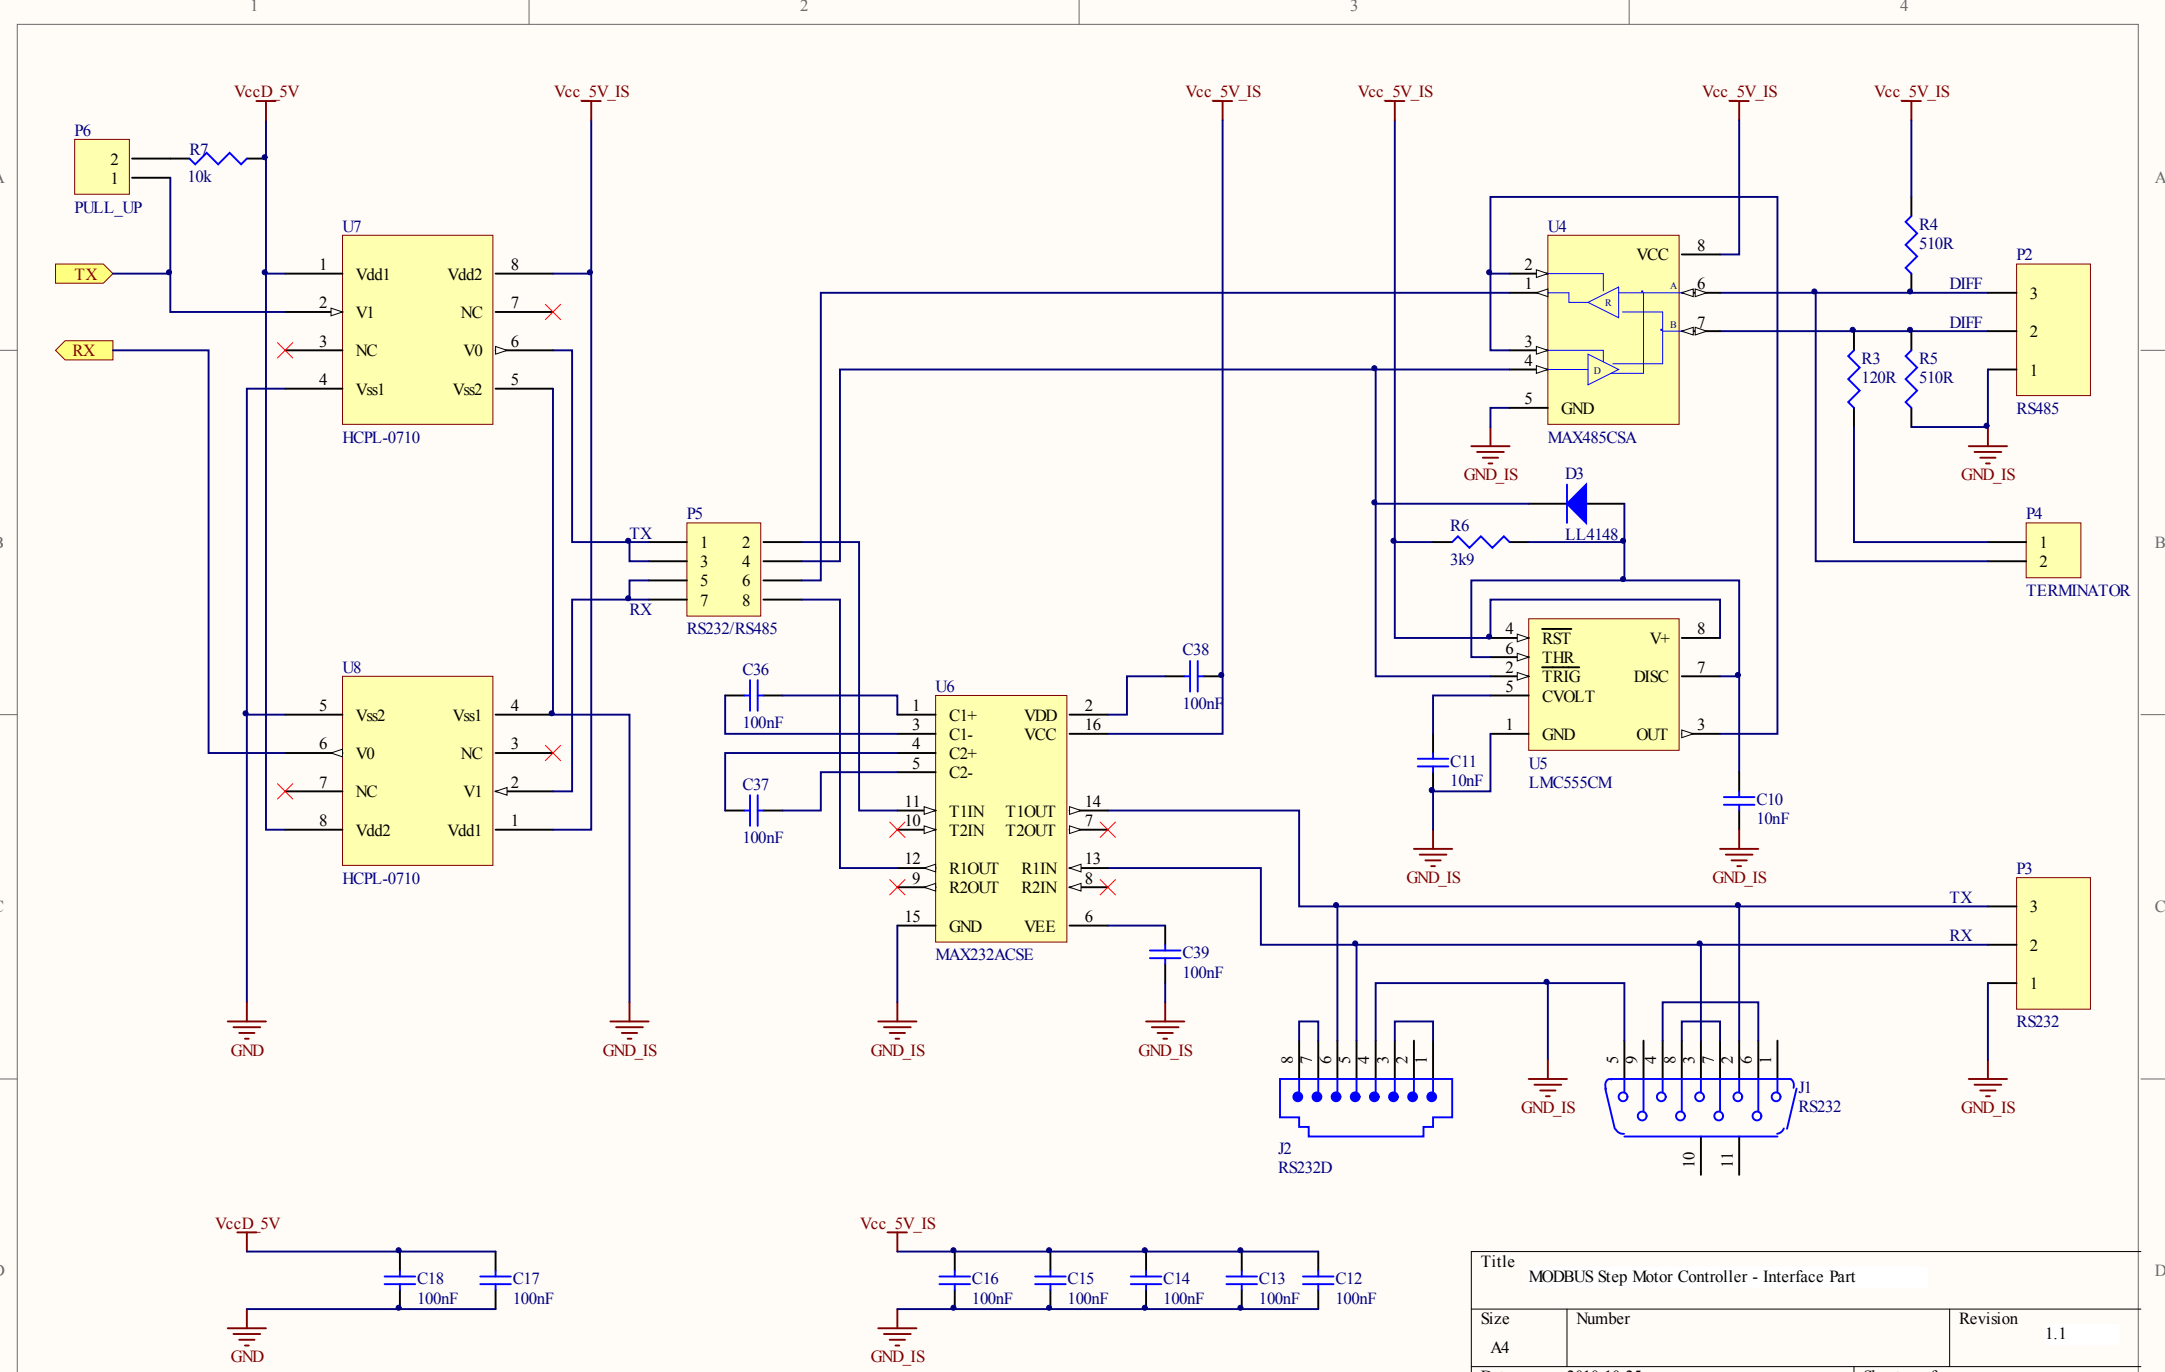 1 2 3 4
VccD_5V
Vcc_5V_IS
Vcc_5V_IS
Vcc_5V_IS
Vcc_5V_IS
Vcc_5V_IS
P6
2
1
PULL_UP
R7
10k
TX
RX
U7
1 Vdd1
2 V1
3 NC
4 Vss1
Vdd2 8
NC 7
V0 6
Vss2 5
HCPL-0710
U8
5 Vss2
6 V0
7 NC
8 Vdd2
Vss1 4
NC 3
V1 2
Vdd1 1
HCPL-0710
GND
GND_IS
P5
TX
RX
1 2
3 4
5 6
7 8
RS232/RS485
C36
100nF
C37
100nF
C38
100nF
C39
100nF
U6
1 C1+
3 C1-
4 C2+
5 C2-
11 T1IN
10 T2IN
12 R1OUT
9 R2OUT
15 GND
VDD 2
VCC 16
T1OUT 14
T2OUT 7
R1IN 13
R2IN 8
VEE 6
MAX232ACSE
GND_IS
GND_IS
U4
VCC 8
2
1
3
4
5 GND
A 6
B 7
R
D
MAX485CSA
GND_IS
R4
510R
R3
120R
R5
510R
DIFF
DIFF
P2
3
2
1
RS485
GND_IS
P4
1
2
TERMINATOR
D3
LL4148
R6
3k9
U5
4 RST
6 THR
2 TRIG
5 CVOLT
1 GND
V+ 8
DISC 7
OUT 3
LMC555CM
C11
10nF
C10
10nF
GND_IS
GND_IS
P3
TX
RX
3
2
1
RS232
GND_IS
8 7 6 5 4 3 2 1
J2
RS232D
GND_IS
5 9 4 8 3 7 2 6 1
J1
RS232
10 11
VccD_5V
C18
100nF
C17
100nF
GND
Vcc_5V_IS
C16
100nF
C15
100nF
C14
100nF
C13
100nF
C12
100nF
GND_IS
Title
MODBUS Step Motor Controller - Interface Part
Size
A4
Number
Revision
1.1
A
B
C
D